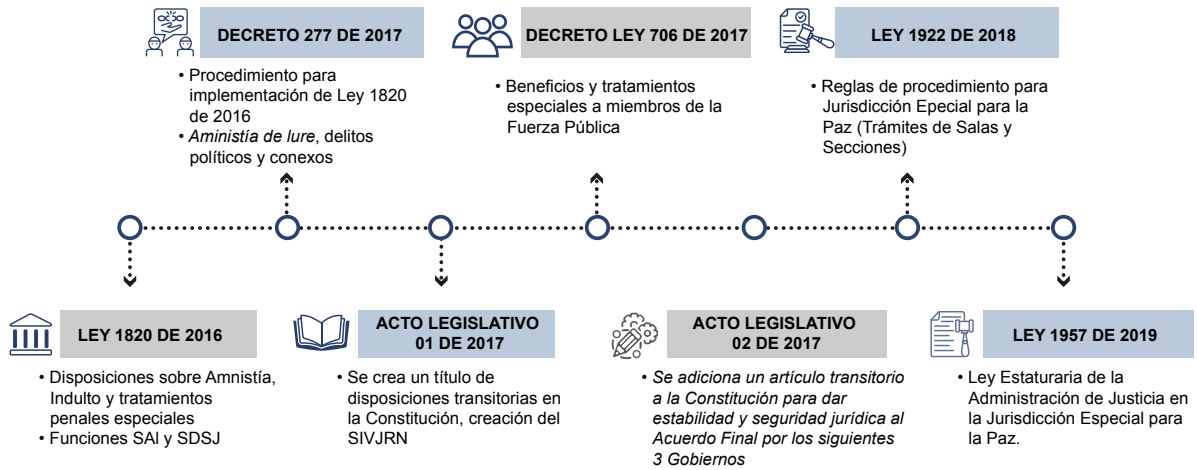 DECRETO 277 DE 2017
• Procedimiento para
implementación de Ley 1820
de 2016
• Aministía de Iure, delitos
políticos y conexos
DECRETO LEY 706 DE 2017
• Beneficios y tratamientos
especiales a miembros de la
Fuerza Pública
LEY 1922 DE 2018
• Reglas de procedimiento para
Jurisdicción Epecial para la
Paz (Trámites de Salas y
Secciones)
LEY 1820 DE 2016
• Disposiciones sobre Amnistía,
Indulto y tratamientos
penales especiales
• Funciones SAI y SDSJ
ACTO LEGISLATIVO
01 DE 2017
• Se crea un título de
disposiciones transitorias en
la Constitución, creación del
SIVJRN
ACTO LEGISLATIVO
02 DE 2017
• Se adiciona un artículo transitorio
a la Constitución para dar
estabilidad y seguridad jurídica al
Acuerdo Final por los siguientes
3 Gobiernos
LEY 1957 DE 2019
• Ley Estaturaria de la
Administración de Justicia en
la Jurisdicción Especial para
la Paz.